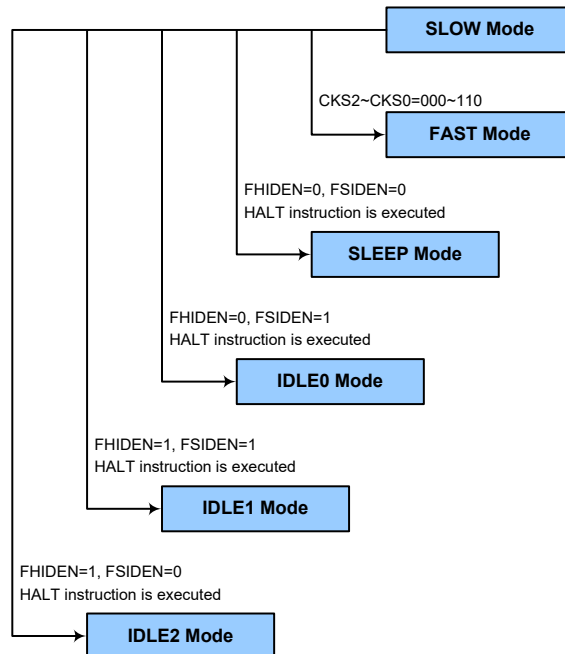 SLOW Mode
CKS2~CKS0=000~110
FAST Mode
FHIDEN=0, FSIDEN=0
HALT instruction is executed
SLEEP Mode
FHIDEN=0, FSIDEN=1
HALT instruction is executed
IDLE0 Mode
FHIDEN=1, FSIDEN=1
HALT instruction is executed
IDLE1 Mode
FHIDEN=1, FSIDEN=0
HALT instruction is executed
IDLE2 Mode